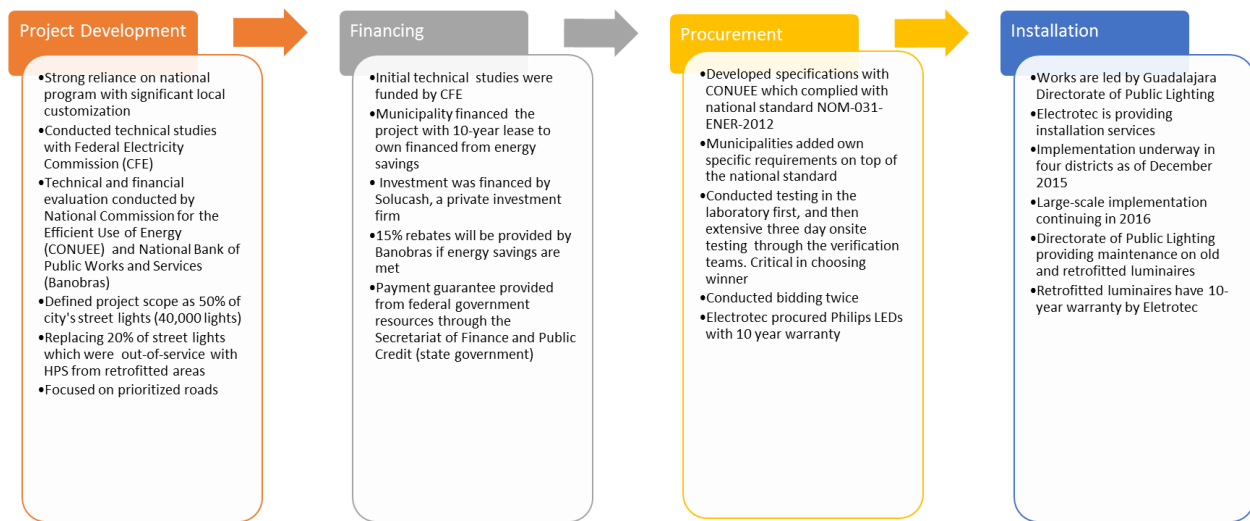 Project Development
•Strong reliance on national
program with significant local
customization
•Conducted technical studies
with Federal Electricity
Commission (CFE)
•Technical and financial
evaluation conducted by
National Commission for the
Efficient Use of Energy
(CONUEE) and National Bank of
Public Works and Services
(Banobras)
•Defined project scope as 50% of
city's street lights (40,000 lights)
•Replacing 20% of street lights
which were out-of-service with
HPS from retrofitted areas
•Focused on prioritized roads
Financing
•Initial technical studies were
funded by CFE
•Municipality financed the
project with 10-year lease to
own financed from energy
savings
• Investment was financed by
Solucash, a private investment
firm
•15% rebates will be provided by
Banobras if energy savings are
met
•Payment guarantee provided
from federal government
resources through the
Secretariat of Finance and Public
Credit (state government)
Procurement
•Developed specifications with
CONUEE which complied with
national standard NOM-031-
ENER-2012
•Municipalities added own
specific requirements on top of
the national standard
•Conducted testing in the
laboratory first, and then
extensive three day onsite
testing through the verification
teams. Critical in choosing
winner
•Conducted bidding twice
•Electrotec procured Philips LEDs
with 10 year warranty
Installation
•Works are led by Guadalajara
Directorate of Public Lighting
•Electrotec is providing
installation services
•Implementation underway in
four districts as of December
2015
•Large-scale implementation
continuing in 2016
•Directorate of Public Lighting
providing maintenance on old
and retrofitted luminaires
•Retrofitted luminaires have 10-
year warranty by Eletrotec